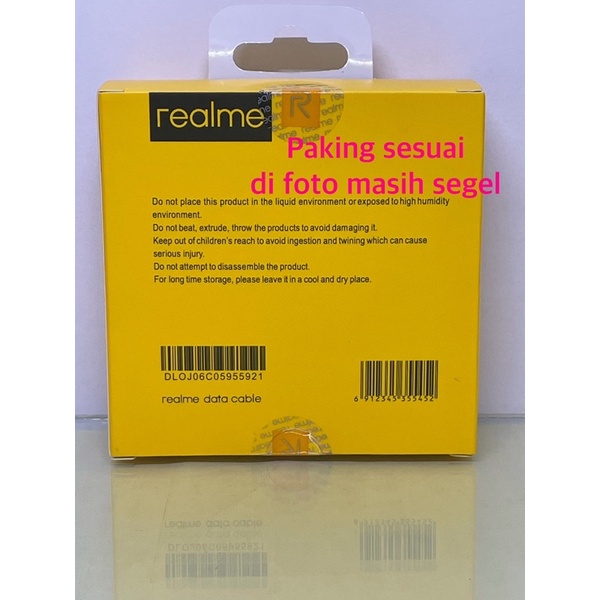 realme
Paking sesuai
di foto masih segel
Do not place this product in the liquid environment or exposed to high humidity
environment.
Do not beat, extrude, throw the products to avoid damaging it.
Keep out of children's reach to avoid ingestion and twining which can cause
serious injury.
Do not attempt to disassemble the product.
For long time storage, please leave it in a cool and dry place.
DLOJ06C05955921
realme data cable
6 912345 355432